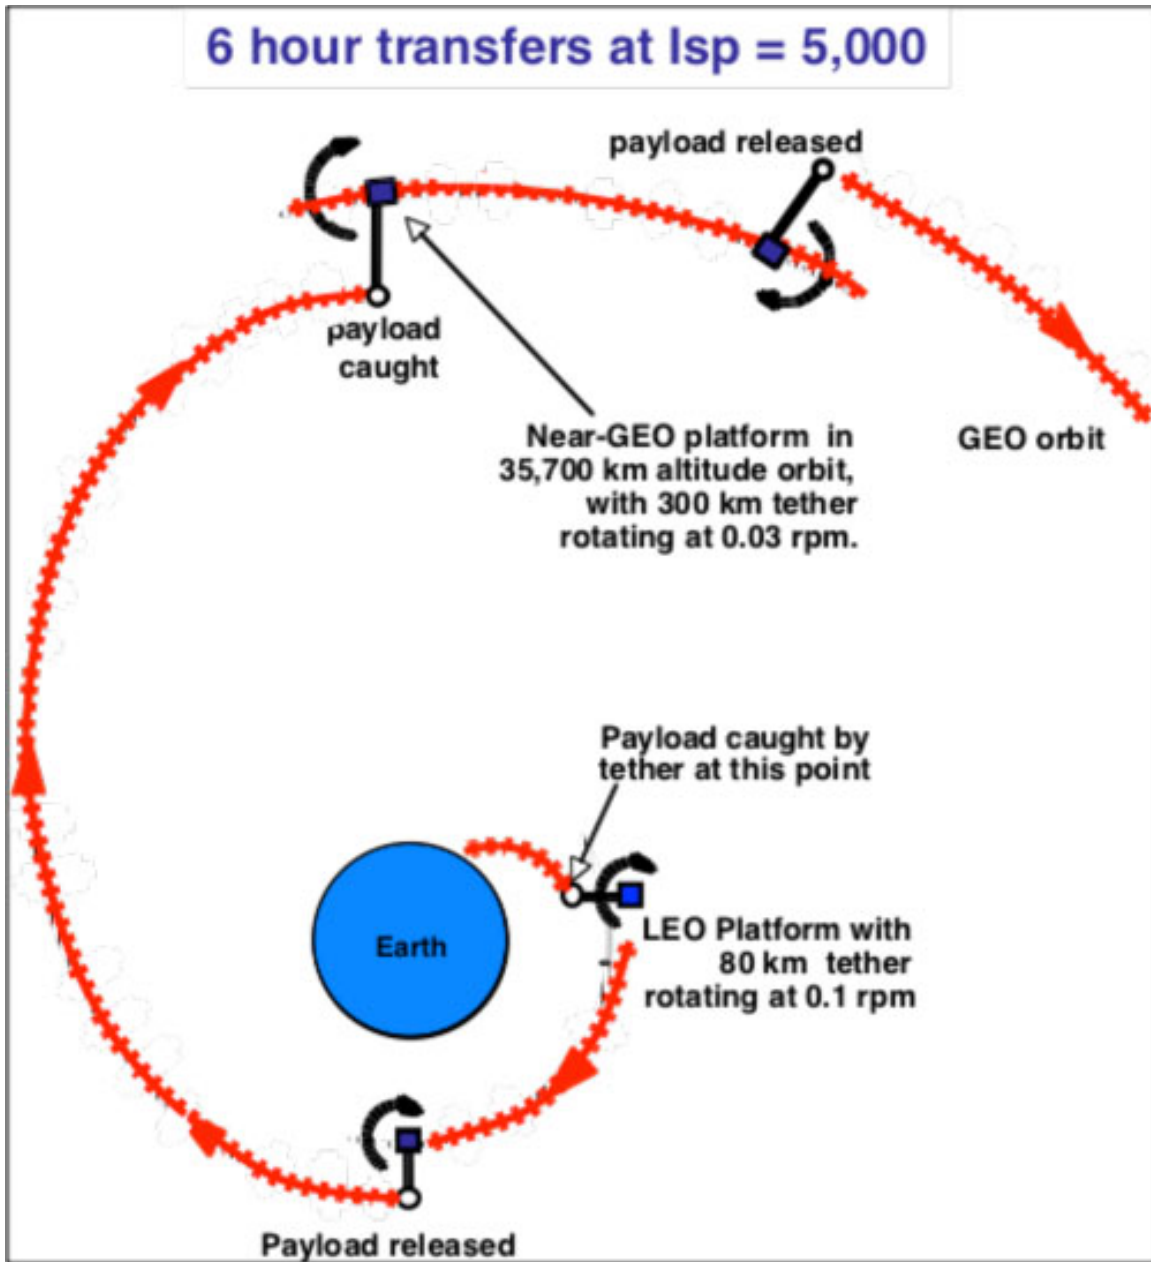 6 hour transfers at Isp = 5,000
payload released
payload
caught
Near-GEO platform in
35,700 km altitude orbit,
with 300 km tether
rotating at 0.03 rpm.
GEO orbit
Payload caught by
tether at this point
Earth
LEO Platform with
80 km tether
rotating at 0.1 rpm
Payload released